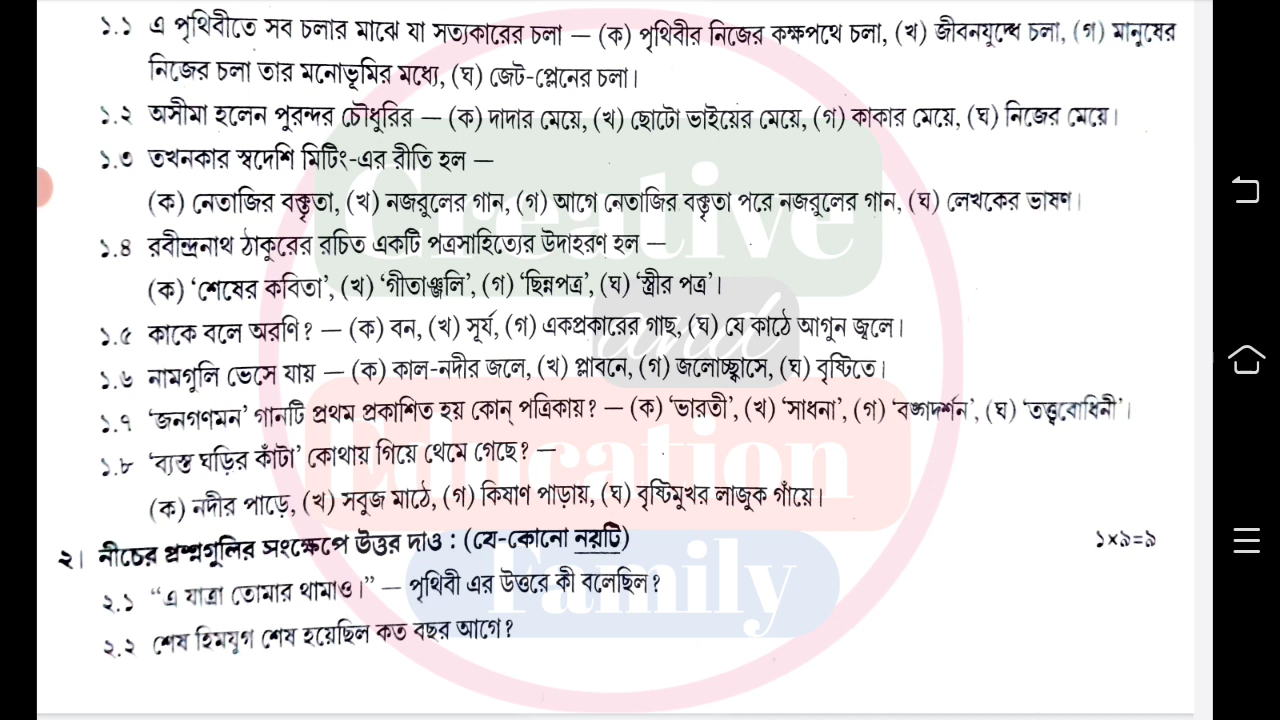 ১.১ এ পৃথিবীতে সব চলার মাঝে যা সত্যকারের চলা — (ক) পৃথিবীর নিজের কক্ষপথে চলা, (খ) জীবনযুদ্ধে চলা, (গ) মানুষের
নিজের চলা তার মনোভূমির মধ্যে, (ঘ) জেট-প্লেনের চলা।
১.২ অসীমা হলেন পুরন্দর চৌধুরির — (ক) দাদার মেয়ে, (খ) ছোটো ভাইয়ের মেয়ে, (গ) কাকার মেয়ে, (ঘ) নিজের মেয়ে।
১.৩ তখনকার স্বদেশি মিটিং-এর রীতি হল —
(ক) নেতাজির বক্তৃতা, (খ) নজরুলের গান, (গ) আগে নেতাজির বক্তৃতা পরে নজরুলের গান, (ঘ) লেখকের ভাষণ।
১.৪ রবীন্দ্রনাথ ঠাকুরের রচিত একটি পত্রসাহিত্যের উদাহরণ হল —
(ক) ‘শেষের কবিতা’, (খ) ‘গীতাঞ্জলি’, (গ) ‘ছিন্নপত্র’, (ঘ) ‘স্ত্রীর পত্র’।
১.৫ কাকে বলে অরণি? — (ক) বন, (খ) সূর্য, (গ) একপ্রকারের গাছ, (ঘ) যে কাঠে আগুন জ্বলে।
১.৬ নামগুলি ভেসে যায় — (ক) কাল-নদীর জলে, (খ) প্লাবনে, (গ) জলোচ্ছ্বাসে, (ঘ) বৃষ্টিতে।
১.৭ ‘জনগণমন’ গানটি প্রথম প্রকাশিত হয় কোন্ পত্রিকায়? — (ক) ‘ভারতী’, (খ) ‘সাধনা’, (গ) ‘বঙ্গদর্শন’, (ঘ) ‘তত্ত্ববোধিনী’।
১.৮ ‘ব্যস্ত ঘড়ির কাঁটা’ কোথায় গিয়ে থেমে গেছে? —
(ক) নদীর পাড়ে, (খ) সবুজ মাঠে, (গ) কিষাণ পাড়ায়, (ঘ) বৃষ্টিমুখর লাজুক গাঁয়ে।
২। নীচের প্রশ্নগুলির সংক্ষেপে উত্তর দাও : (যে-কোনো নয়টি) ১×৯=৯
২.১ “এ যাত্রা তোমার থামাও।” — পৃথিবী এর উত্তরে কী বলেছিল?
২.২ শেষ হিমযুগ শেষ হয়েছিল কত বছর আগে?
Creative
and
Education
Family